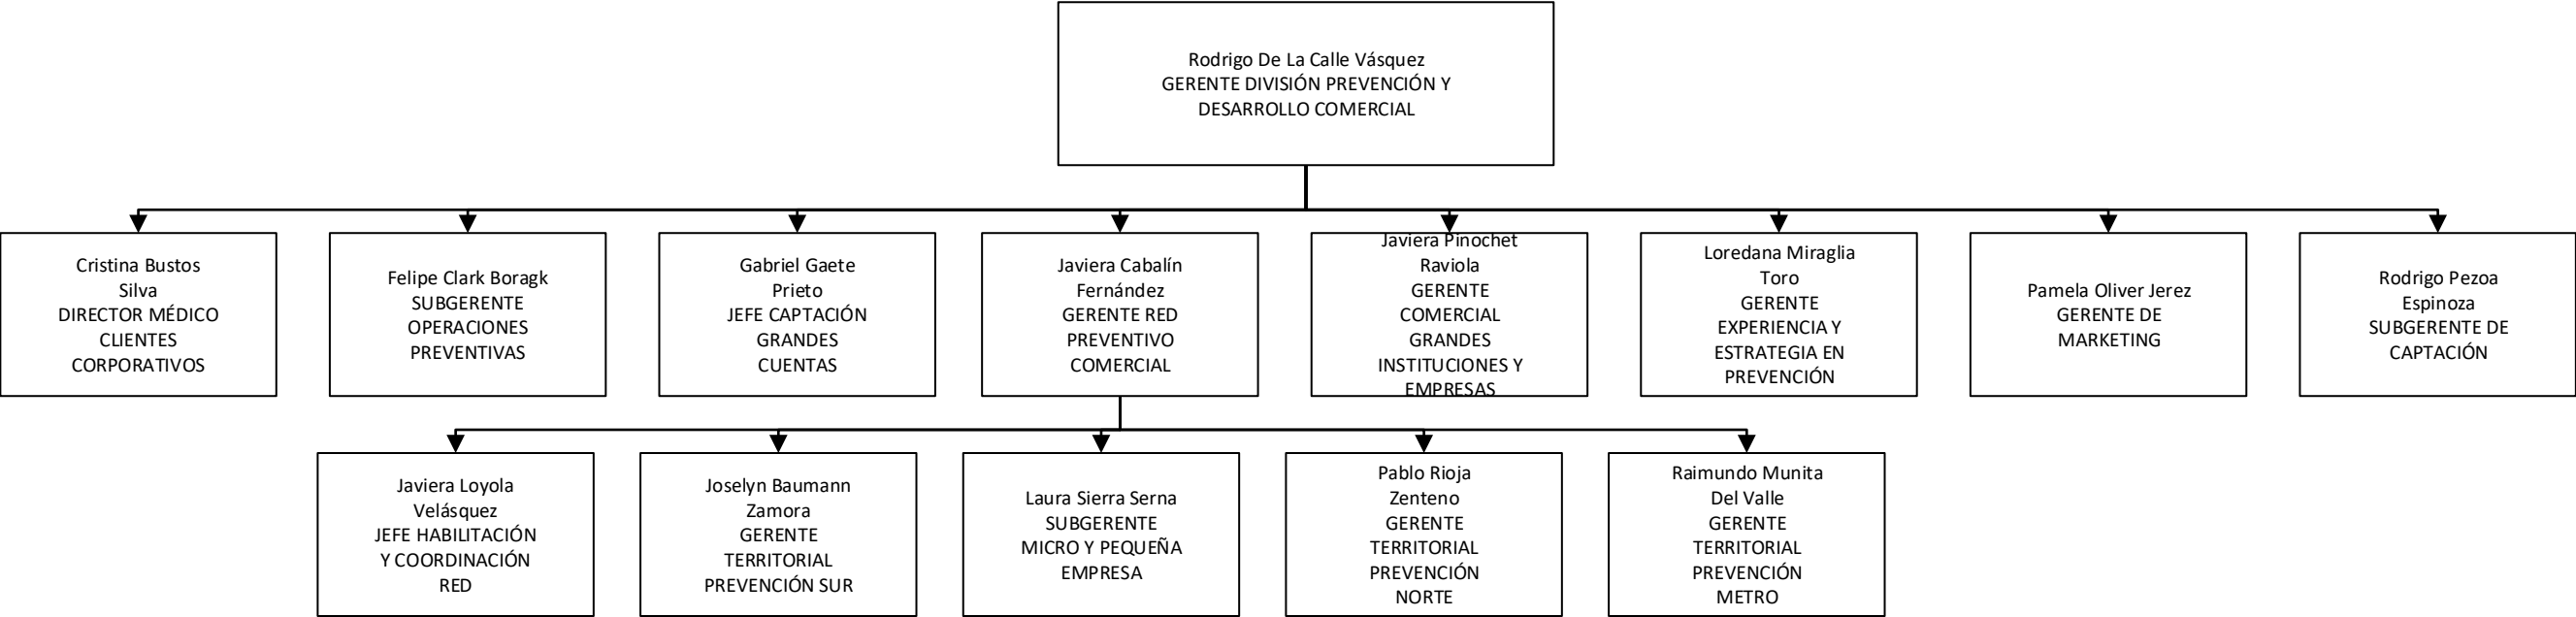 Rodrigo De La Calle Vásquez
GERENTE DIVISIÓN PREVENCIÓN Y
DESARROLLO COMERCIAL
Cristina Bustos
Silva
DIRECTOR MÉDICO
CLIENTES
CORPORATIVOS
Felipe Clark Boragk
SUBGERENTE
OPERACIONES
PREVENTIVAS
Gabriel Gaete
Prieto
JEFE CAPTACIÓN
GRANDES
CUENTAS
Javiera Cabalín
Fernández
GERENTE RED
PREVENTIVO
COMERCIAL
Javiera Pinochet
Raviola
GERENTE
COMERCIAL
GRANDES
INSTITUCIONES Y
EMPRESAS
Loredana Miraglia
Toro
GERENTE
EXPERIENCIA Y
ESTRATEGIA EN
PREVENCIÓN
Pamela Oliver Jerez
GERENTE DE
MARKETING
Rodrigo Pezoa
Espinoza
SUBGERENTE DE
CAPTACIÓN
Javiera Loyola
Velásquez
JEFE HABILITACIÓN
Y COORDINACIÓN
RED
Joselyn Baumann
Zamora
GERENTE
TERRITORIAL
PREVENCIÓN SUR
Laura Sierra Serna
SUBGERENTE
MICRO Y PEQUEÑA
EMPRESA
Pablo Rioja
Zenteno
GERENTE
TERRITORIAL
PREVENCIÓN
NORTE
Raimundo Munita
Del Valle
GERENTE
TERRITORIAL
PREVENCIÓN
METRO